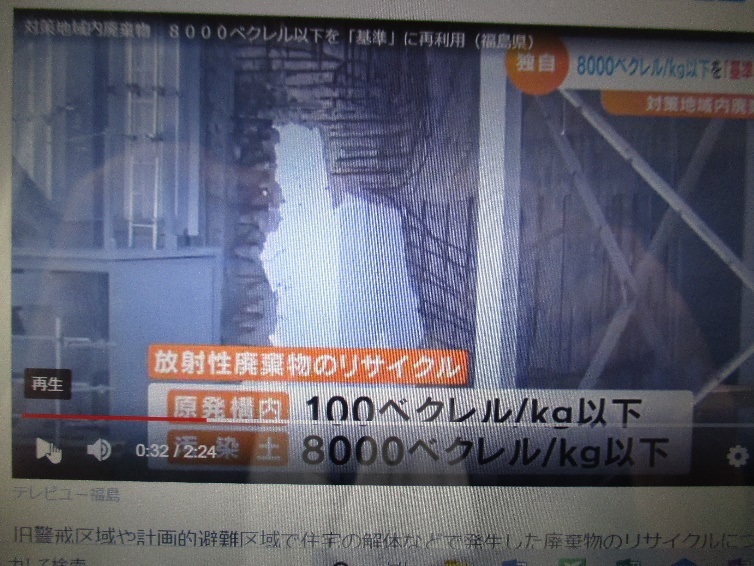 対策地域内廃棄物 8000ベクレル以下を「基準」に再利用（福島県）
独自
8000ベクレル/kg以下を「基準
対策地域内廃
放射性廃棄物のリサイクル
再生
原発構内 100ベクレル/kg以下
汚染土 8000ベクレル/kg以下
0:32 / 2:24
テレビュー福島
旧警戒区域や計画的避難区域で住宅の解体などで発生した廃棄物のリサイクルにつ
力して検索